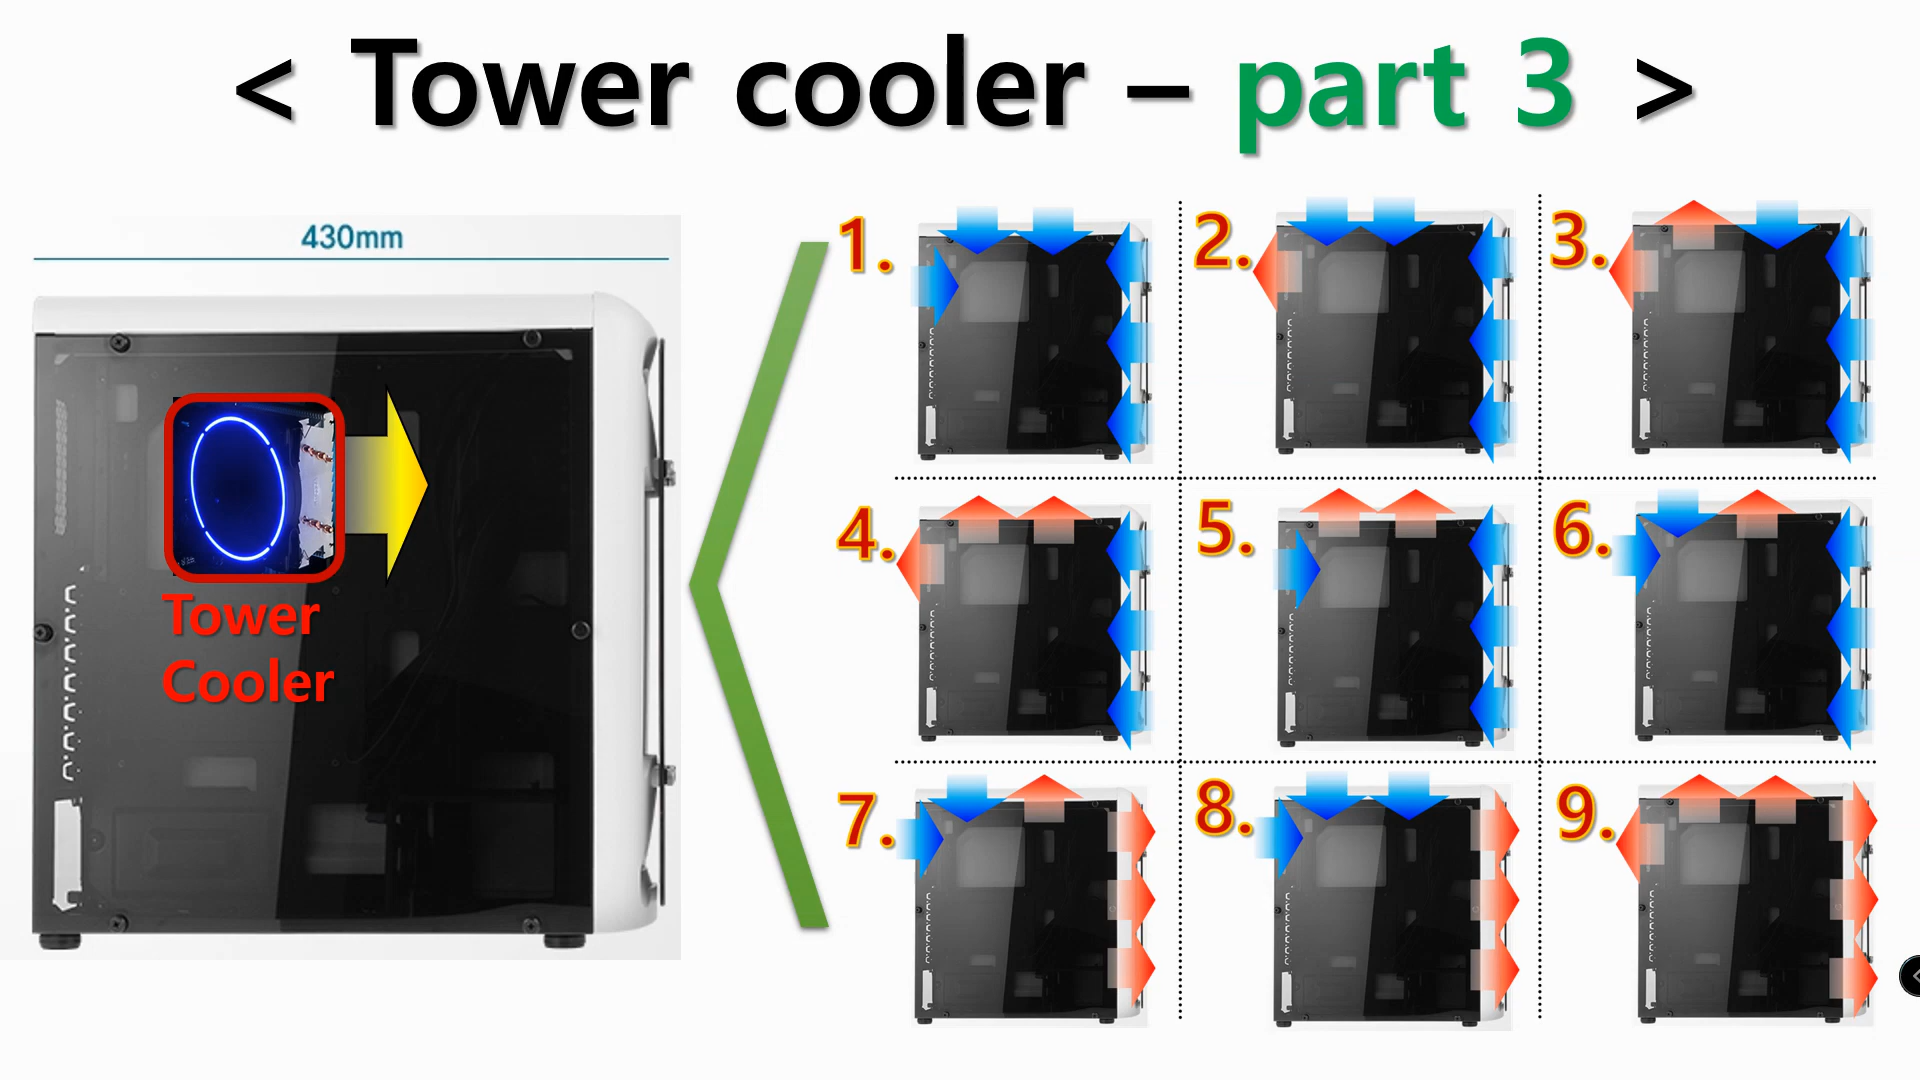 < Tower cooler – part 3 >
430mm
Tower
Cooler
1.
2.
3.
4.
5.
6.
7.
8.
9.